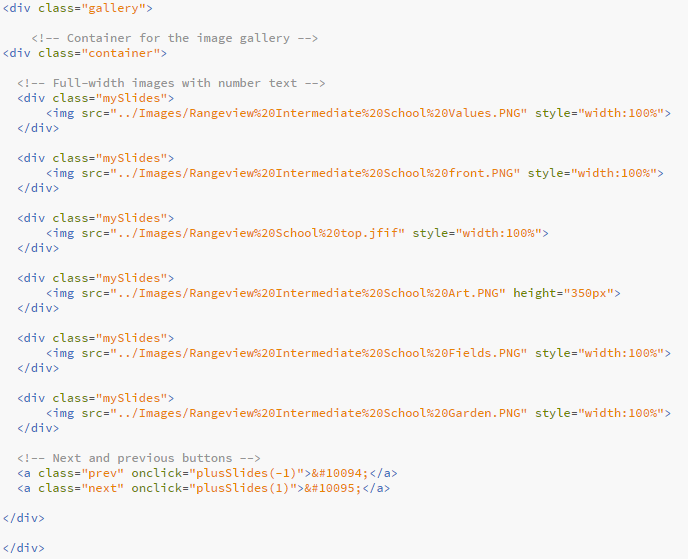 <div class="gallery">
<!-- Container for the image gallery -->
<div class="container">
<!-- Full-width images with number text -->
<div class="mySlides">
<img src="../Images/Rangeview%20Intermediate%20School%20Values.PNG" style="width:100%">
</div>
<div class="mySlides">
<img src="../Images/Rangeview%20Intermediate%20School%20front.PNG" style="width:100%">
</div>
<div class="mySlides">
<img src="../Images/Rangeview%20School%20top.jfif" style="width:100%">
</div>
<div class="mySlides">
<img src="../Images/Rangeview%20Intermediate%20School%20Art.PNG" height="350px">
</div>
<div class="mySlides">
<img src="../Images/Rangeview%20Intermediate%20School%20Fields.PNG" style="width:100%">
</div>
<div class="mySlides">
<img src="../Images/Rangeview%20Intermediate%20School%20Garden.PNG" style="width:100%">
</div>
<!-- Next and previous buttons -->
<a class="prev" onclick="plusSlides(-1)">&#10094;</a>
<a class="next" onclick="plusSlides(1)">&#10095;</a>
</div>
</div>